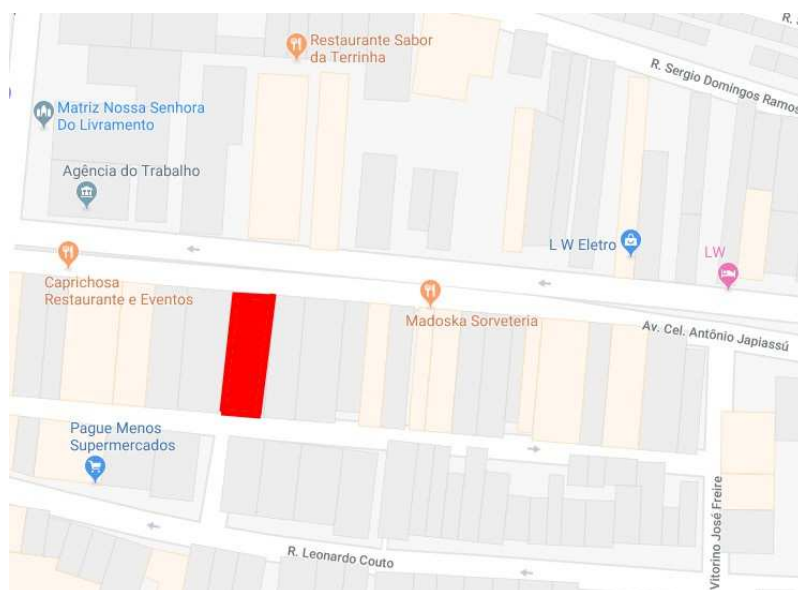 R. S
Restaurante Sabor
da Terrinha
R. Sergio Domingos Ramos
Matriz Nossa Senhora
Do Livramento
Agência do Trabalho
L W Eletro
LW
Caprichosa
Restaurante e Eventos
Madoska Sorveteria
Av. Cel. Antônio Japiassú
Pague Menos
Supermercados
Vitorino José Freire
R. Leonardo Couto